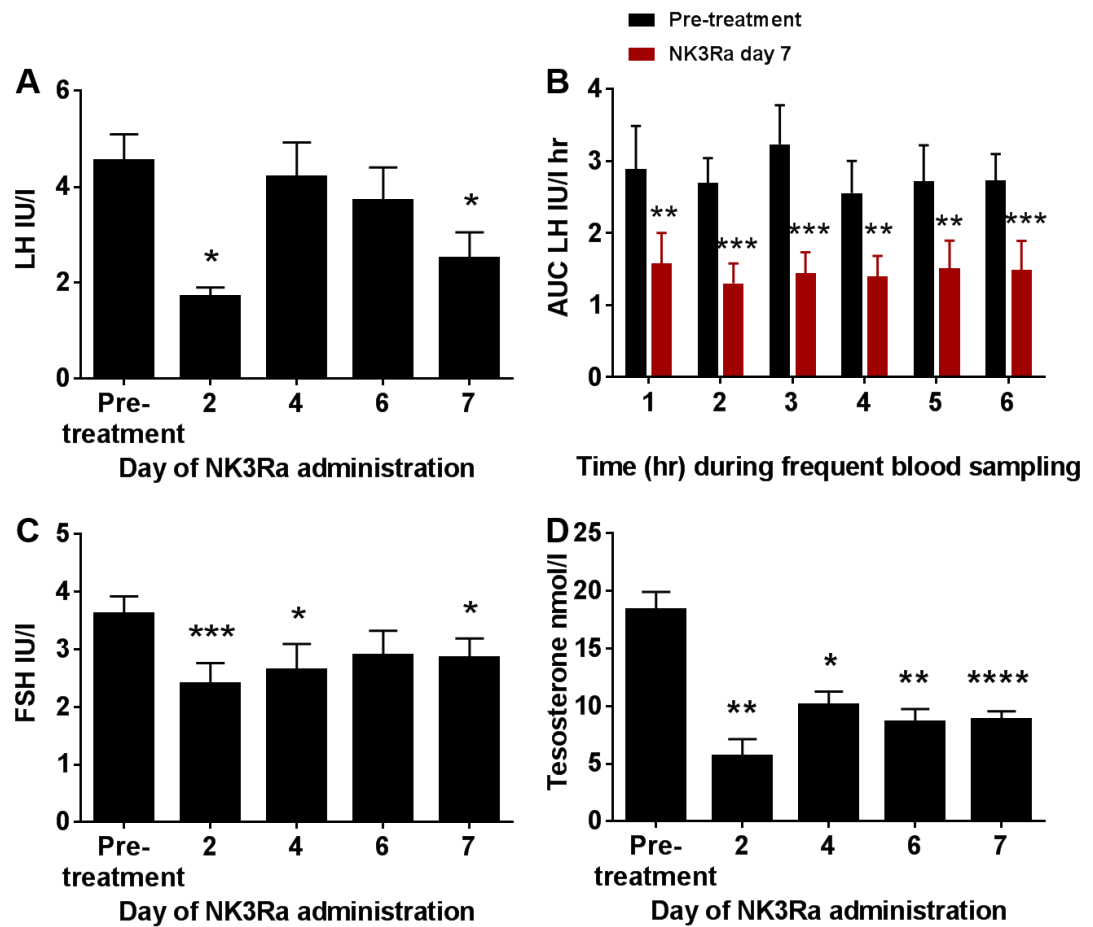 Pre-treatment
NK3Ra day 7
A
6
4
2
0
LH IU/l
*
*
Pre-
treatment
2
4
6
7
Day of NK3Ra administration
B
4
3
2
1
0
AUC LH IU/l hr
**
***
***
**
**
***
1
2
3
4
5
6
Time (hr) during frequent blood sampling
C
5
4
3
2
1
0
FSH IU/l
***
*
*
Pre-
treatment
2
4
6
7
Day of NK3Ra administration
D
25
20
15
10
5
0
Tesosterone nmol/l
**
*
**
****
Pre-
treatment
2
4
6
7
Day of NK3Ra administration